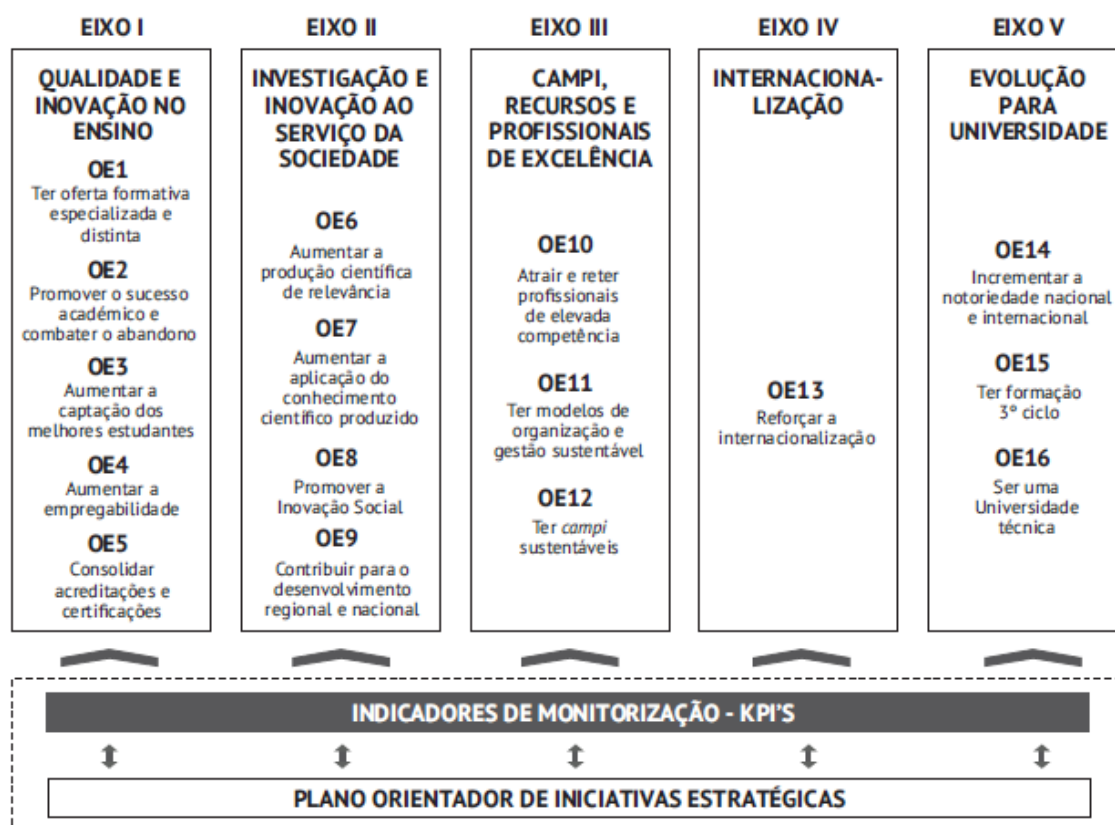 EIXO I
QUALIDADE E
INOVAÇÃO NO
ENSINO
OE1
Ter oferta formativa
especializada e
distinta
OE2
Promover o sucesso
académico e
combater o abandono
OE3
Aumentar a
captação dos
melhores estudantes
OE4
Aumentar a
empregabilidade
OE5
Consolidar
acreditações e
certificações
EIXO II
INVESTIGAÇÃO E
INOVAÇÃO AO
SERVIÇO DA
SOCIEDADE
OE6
Aumentar a
produção científica
de relevância
OE7
Aumentar a
aplicação do
conhecimento
científico produzido
OE8
Promover a
Inovação Social
OE9
Contribuir para o
desenvolvimento
regional e nacional
EIXO III
CAMPI,
RECURSOS E
PROFISSIONAIS
DE EXCELÊNCIA
OE10
Atrair e reter
profissionais
de elevada
competência
OE11
Ter modelos de
organização e
gestão sustentável
OE12
Ter campi
sustentáveis
EIXO IV
INTERNACIONA-
LIZAÇÃO
OE13
Reforçar a
internacionalização
EIXO V
EVOLUÇÃO
PARA
UNIVERSIDADE
OE14
Incrementar a
notoriedade nacional
e internacional
OE15
Ter formação
3º ciclo
OE16
Ser uma
Universidade
técnica
INDICADORES DE MONITORIZAÇÃO - KPI'S
PLANO ORIENTADOR DE INICIATIVAS ESTRATÉGICAS